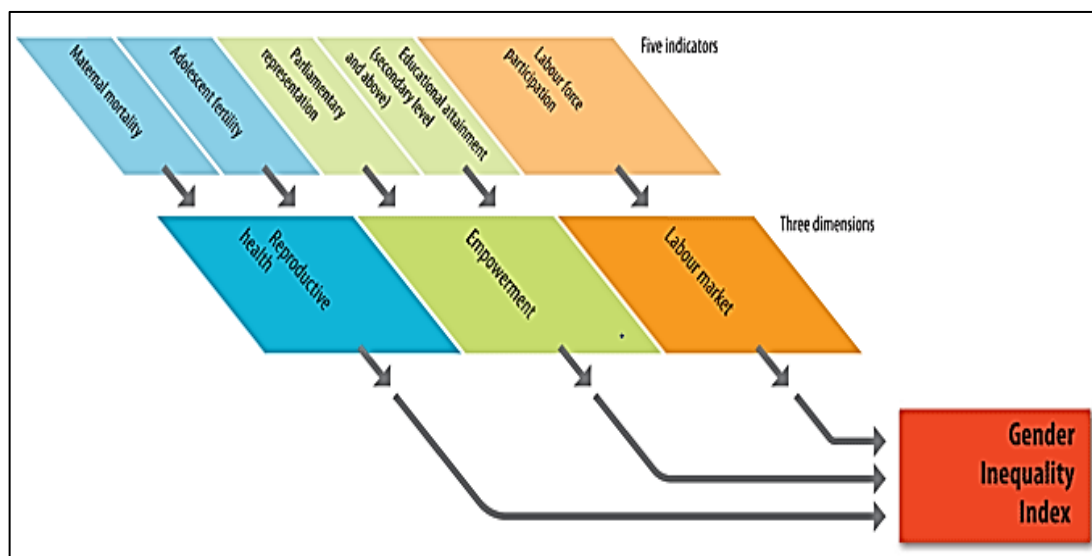 Maternal mortality
Adolescent fertility
Parliamentary
representation
Educational attainment
(secondary level
and above)
Labour force
participation
Five indicators
Reproductive
health
Empowerment
Labour market
Three dimensions
Gender
Inequality
Index